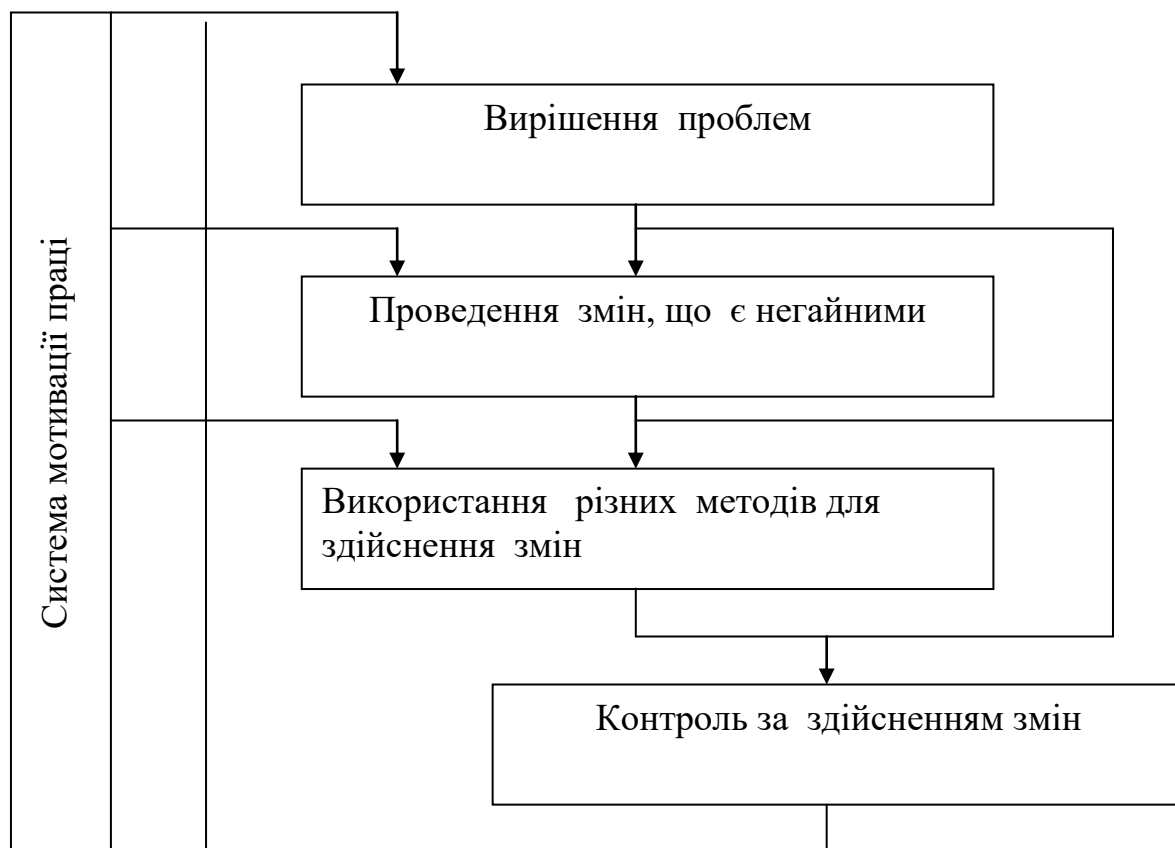 Система мотивації праці
Вирішення проблем
Проведення змін, що є негайними
Використання різних методів для
здійснення змін
Контроль за здійсненням змін